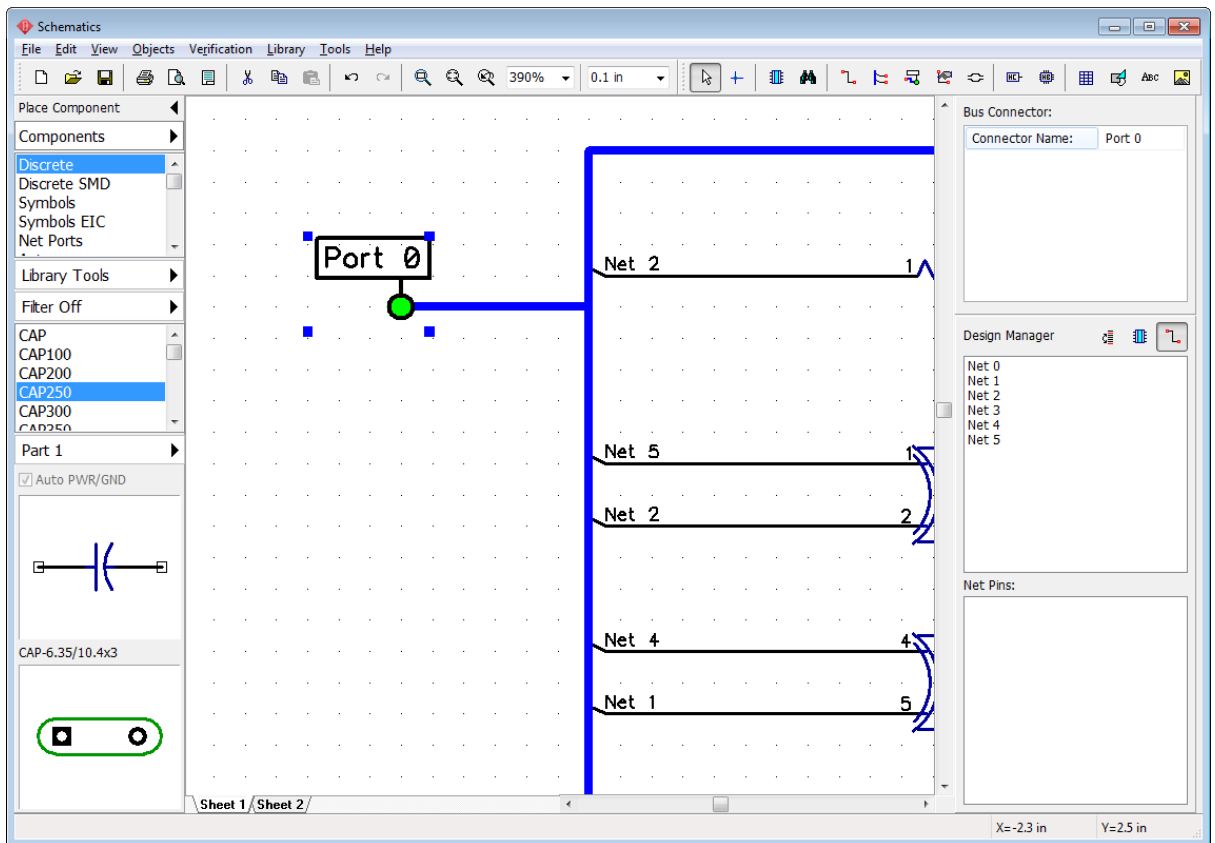 Schematics
File Edit View Objects Verification Library Tools Help
390% 0.1 in ABC
Place Component
Components
Discrete
Discrete SMD
Symbols
Symbols EIC
Net Ports
Library Tools
Filter Off
CAP
CAP100
CAP200
CAP250
CAP300
CAP350
Part 1
Auto PWR/GND
CAP-6.35/10.4x3
Port 0
Net 2 1
Net 5 1
Net 2 2
Net 4 4
Net 1 5
Sheet 1 Sheet 2
Bus Connector:
Connector Name: Port 0
Design Manager
Net 0
Net 1
Net 2
Net 3
Net 4
Net 5
Net Pins:
X=-2.3 in Y=2.5 in